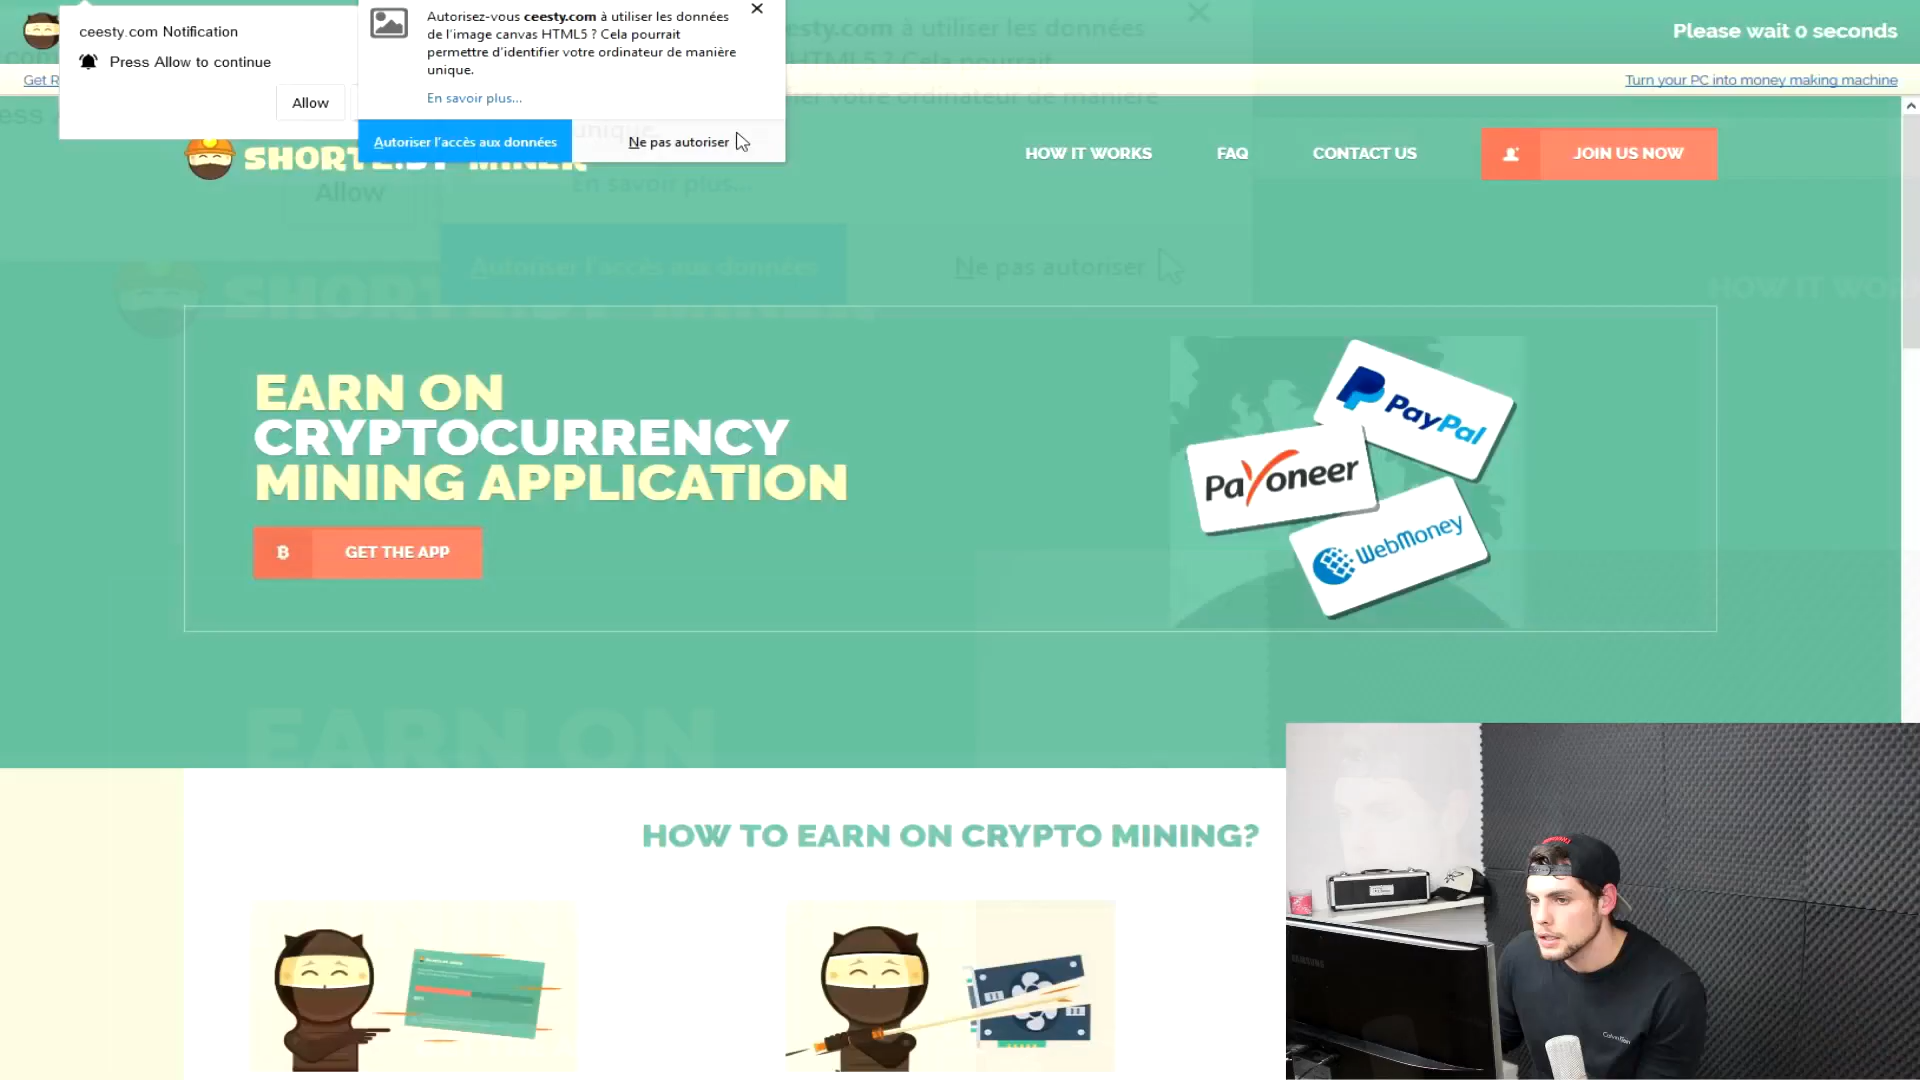 ceesty.com Notification
Press Allow to continue
Allow
Autorisez-vous ceesty.com à utiliser les données
de l'image canvas HTML5 ? Cela pourrait
permettre d'identifier votre ordinateur de manière
unique.
En savoir plus...
Autoriser l'accès aux données
Ne pas autoriser
Please wait 0 seconds
Get
Turn your PC into money making machine
SHORTE.ST MINER
HOW IT WORKS
FAQ
CONTACT US
JOIN US NOW
esty.com à utiliser les données
HTML5 ? Cela pourrait
votre ordinateur de manière
unique.
En savoir plus...
Allow
Autoriser l'accès aux données
Ne pas autoriser
HOW IT
EARN ON
CRYPTOCURRENCY
MINING APPLICATION
GET THE APP
PayPal
Payoneer
WebMoney
EARN ON
HOW TO EARN ON CRYPTO MINING?
SAMSUNG